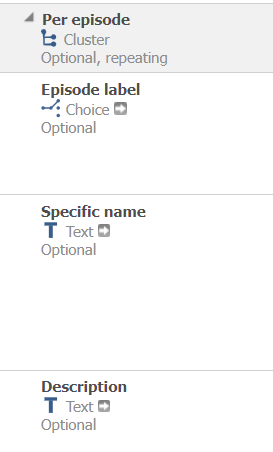 Per episode
Cluster
Optional, repeating
Episode label
Choice
Optional
Specific name
Text
Optional
Description
Text
Optional